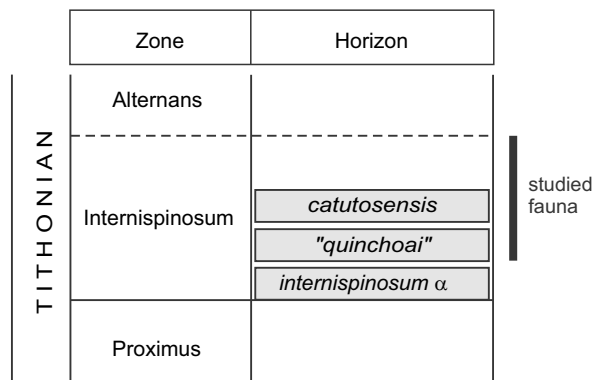 Zone Horizon
TITHONIAN
Alternans
Internispinosum
catutosensis
"quinchoai"
internispinosum α
Proximus
studied
fauna